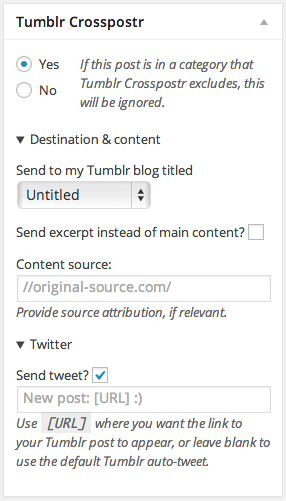 Tumblr Crosspostr
Yes
No
If this post is in a category that
Tumblr Crosspostr excludes, this
will be ignored.
▼ Destination & content
Send to my Tumblr blog titled
Untitled
Send excerpt instead of main content?
Content source:
//original-source.com/
Provide source attribution, if relevant.
▼ Twitter
Send tweet?
New post: [URL] :)
Use [URL] where you want the link
to your Tumblr post to appear, or leave blank to
use the default Tumblr auto-tweet.